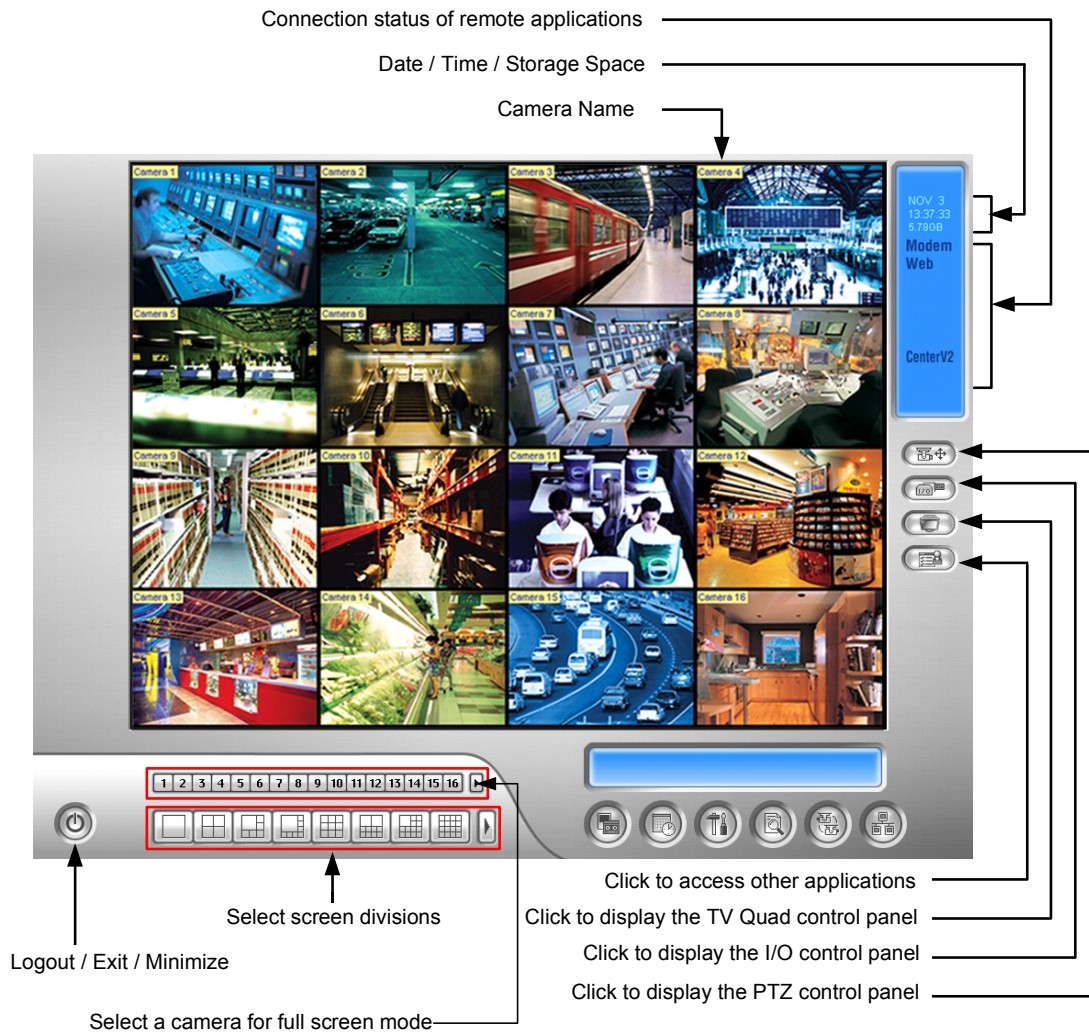 Connection status of remote applications
Date / Time / Storage Space
Camera Name
Camera 1
Camera 2
Camera 3
Camera 4
NOV 3
13:37:33
5.78GB
Modem
Web
CenterV2
Camera 5
Camera 6
Camera 7
Camera 8
I/O
Camera 9
Camera 10
Camera 11
Camera 12
Camera 13
Camera 14
Camera 15
Camera 16
1 2 3 4 5 6 7 8 9 10 11 12 13 14 15 16
Click to access other applications
Select screen divisions
Click to display the TV Quad control panel
Logout / Exit / Minimize
Click to display the I/O control panel
Click to display the PTZ control panel
Select a camera for full screen mode